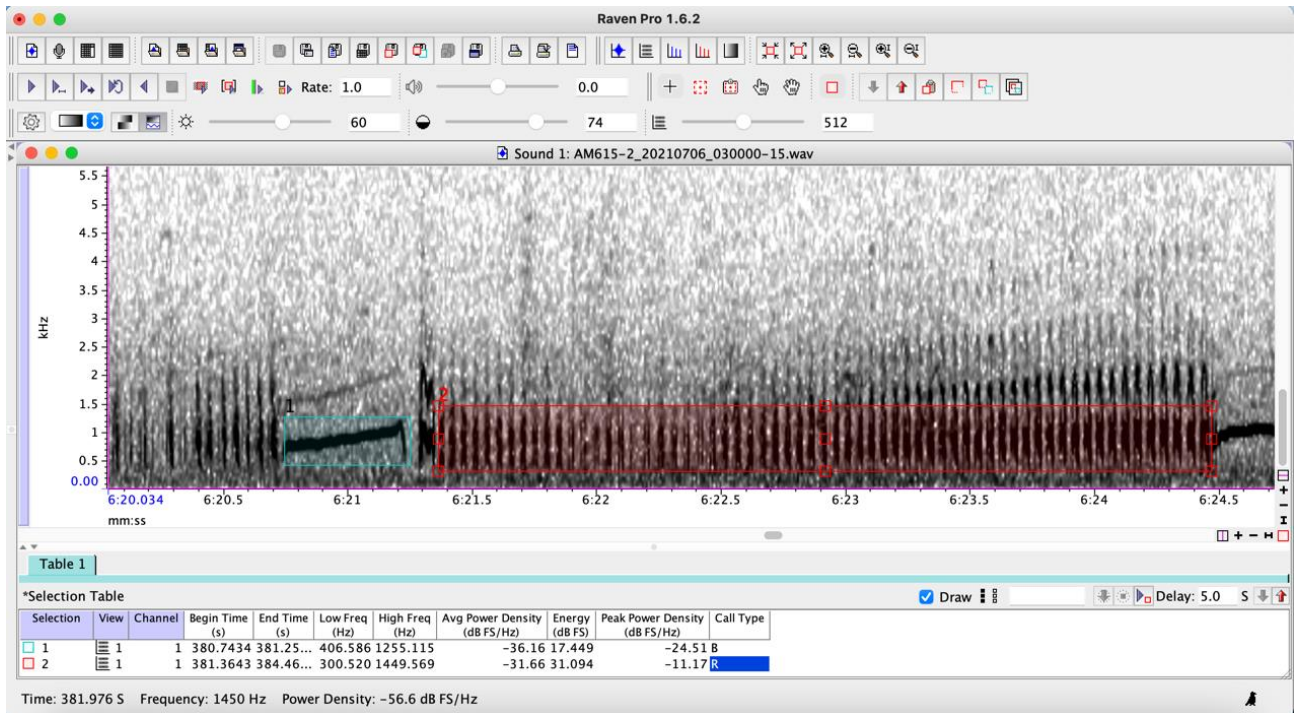 Raven Pro 1.6.2
Rate: 1.0 0.0
60 74 512
Sound 1: AM615-2_20210706_030000-15.wav
5.5
5
4.5
4
3.5
3
2.5
2
1.5
1
0.5
0.00
kHz
1
2
6:20.034 6:20.5 6:21 6:21.5 6:22 6:22.5 6:23 6:23.5 6:24 6:24.5
mm:ss
Table 1
*Selection Table Draw Delay: 5.0 S
Selection View Channel Begin Time (s) End Time (s) Low Freq (Hz) High Freq (Hz) Avg Power Density (dB FS/Hz) Energy (dB FS) Peak Power Density (dB FS/Hz) Call Type
1 1 1 380.7434 381.25... 406.586 1255.115 -36.16 17.449 -24.51 B
2 1 1 381.3643 384.46... 300.520 1449.569 -31.66 31.094 -11.17 R
Time: 381.976 S Frequency: 1450 Hz Power Density: -56.6 dB FS/Hz